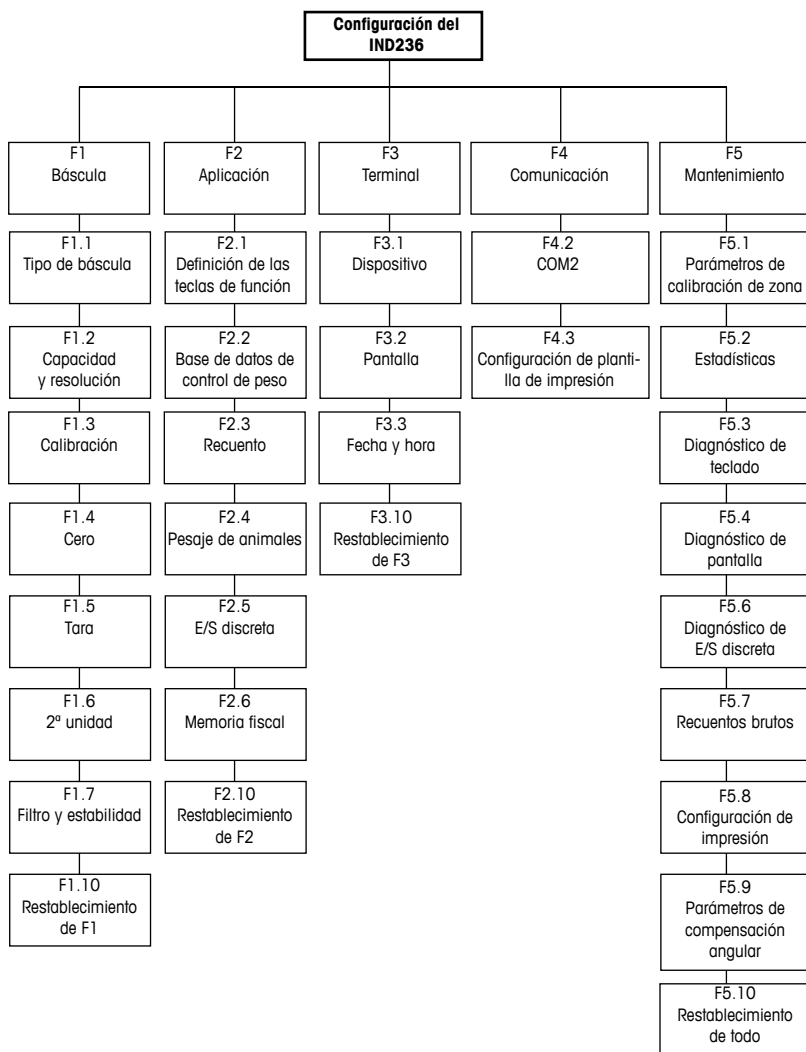 Configuración del
IND236
F1
Báscula
F1.1
Tipo de báscula
F1.2
Capacidad
y resolución
F1.3
Calibración
F1.4
Cero
F1.5
Tara
F1.6
2ª unidad
F1.7
Filtro y estabilidad
F1.10
Restablecimiento
de F1
F2
Aplicación
F2.1
Definición de las
teclas de función
F2.2
Base de datos de
control de peso
F2.3
Recuento
F2.4
Pesaje de animales
F2.5
E/S discreta
F2.6
Memoria fiscal
F2.10
Restablecimiento
de F2
F3
Terminal
F3.1
Dispositivo
F3.2
Pantalla
F3.3
Fecha y hora
F3.10
Restablecimiento
de F3
F4
Comunicación
F4.2
COM2
F4.3
Configuración de planti-
lla de impresión
F5
Mantenimiento
F5.1
Parámetros de
calibración de zona
F5.2
Estadísticas
F5.3
Diagnóstico de
teclado
F5.4
Diagnóstico de
pantalla
F5.6
Diagnóstico de
E/S discreta
F5.7
Recuentos brutos
F5.8
Configuración de
impresión
F5.9
Parámetros de
compensación
angular
F5.10
Restablecimiento
de todo